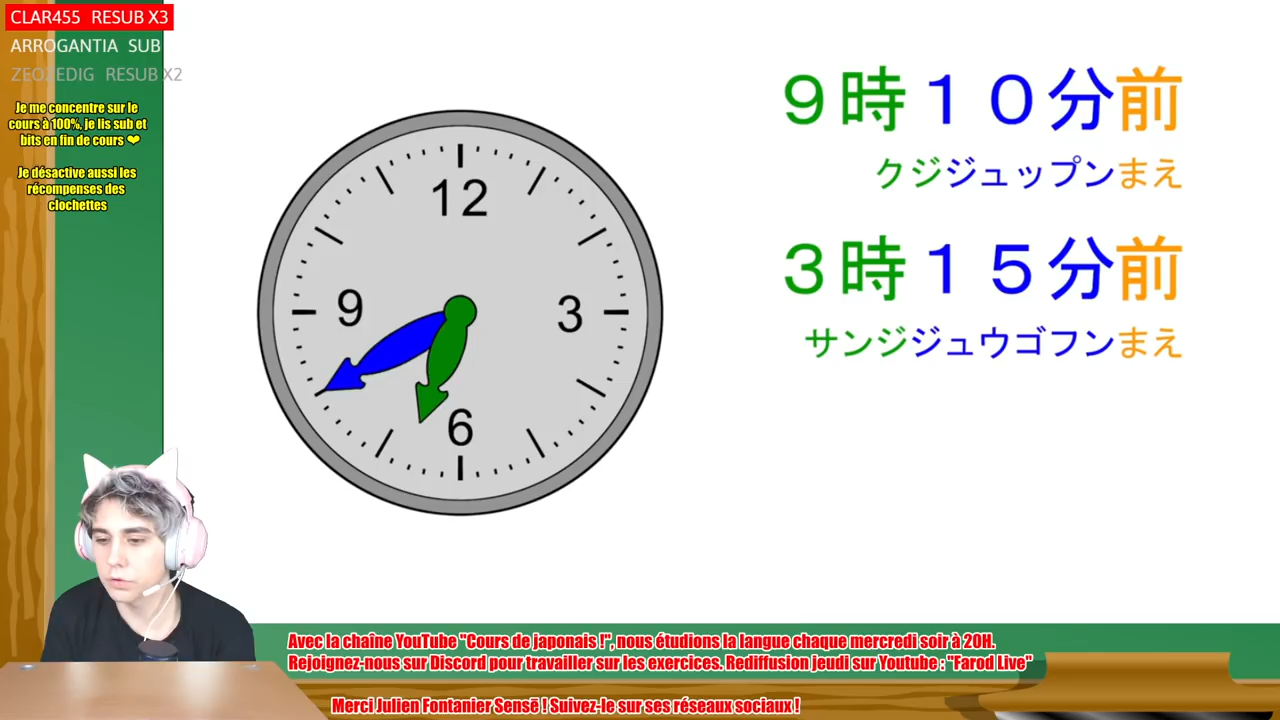 CLAR455 RESUB X3
ARROGANTIA SUB
RESUB X2
Je me concentre sur le
cours à 100%, je lis sub et
bits en fin de cours ❤
Je désactive aussi les
récompenses des
clochettes
12
9
3
6
９時１０分前
クジジュップンまえ
３時１５分前
サンジジュウゴフンまえ
Avec la chaîne YouTube "Cours de japonais !", nous étudions la langue chaque mercredi soir à 20H.
Rejoignez-nous sur Discord pour travailler sur les exercices. Rediffusion jeudi sur Youtube : "Farod Live"
Merci Julien Fontanier Sensē ! Suivez-le sur ses réseaux sociaux !